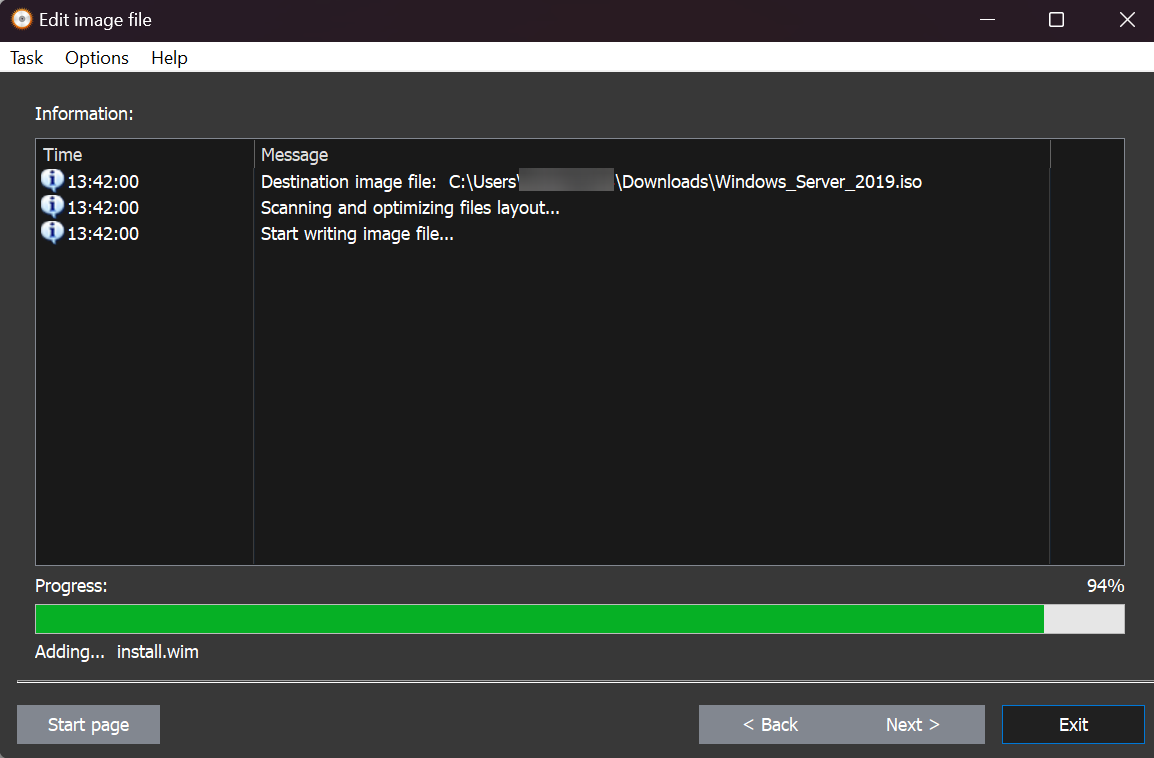 Edit image file
Task Options Help
Information:
Time Message
13:42:00 Destination image file: C:\Users\ \Downloads\Windows_Server_2019.iso
13:42:00 Scanning and optimizing files layout...
13:42:00 Start writing image file...
Progress: 94%
Adding... install.wim
Start page < Back Next > Exit